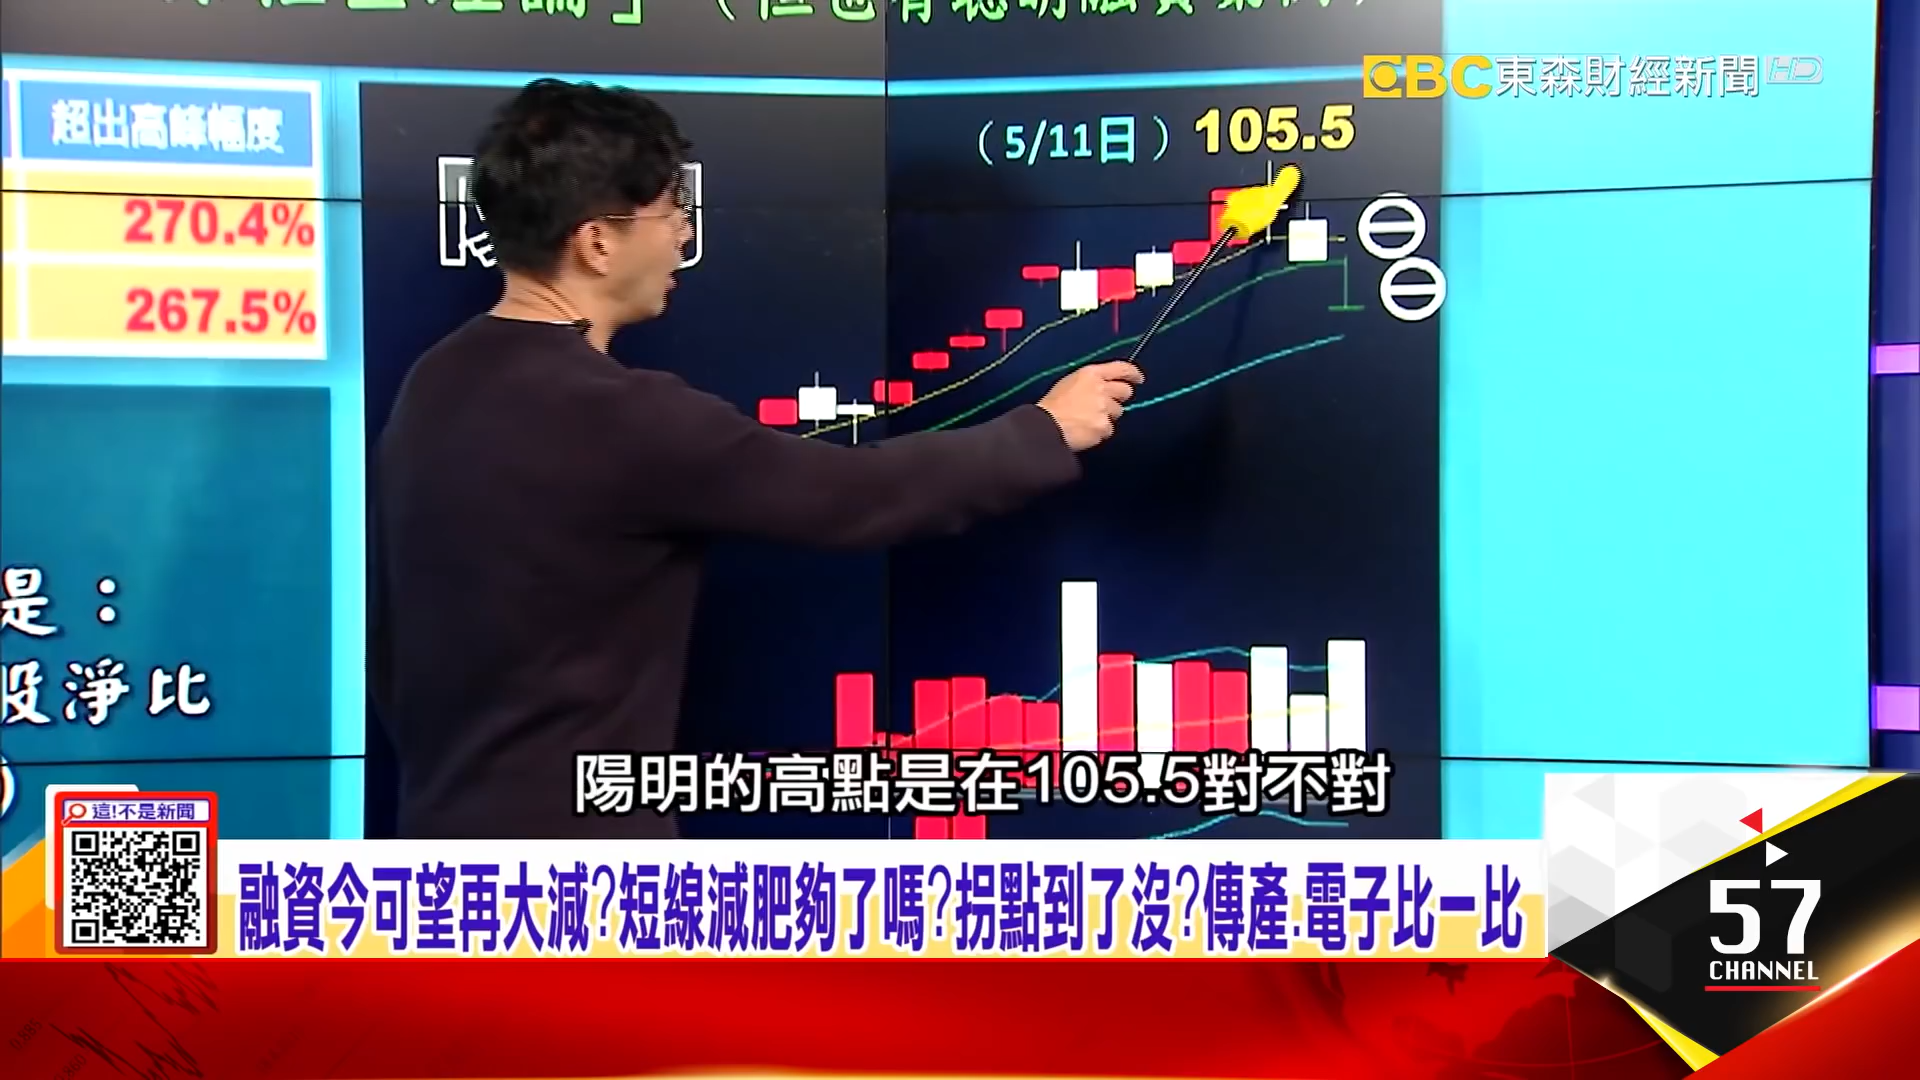 EBC東森財經新聞HD
超出高峰幅度
(5/11日) 105.5
270.4%
267.5%
是：
股淨比
陽明的高點是在105.5對不對
這!不是新聞
融資今可望再大減?短線減肥夠了嗎?拐點到了沒?傳產.電子比一比
57
CHANNEL